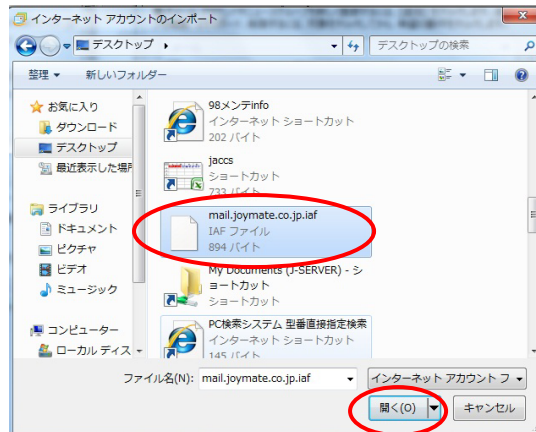 インターネット アカウントのインポート
デスクトップ
デスクトップの検索
整理
新しいフォルダー
お気に入り
ダウンロード
デスクトップ
最近表示した場所
ライブラリ
ドキュメント
ピクチャ
ビデオ
ミュージック
コンピューター
ローカル ディス
98メンテinfo
インターネット ショートカット
202 バイト
jaccs
ショートカット
733 バイト
mail.joymate.co.jp.iaf
IAF ファイル
894 バイト
My Documents (J-SERVER) - シ
ョートカット
ショートカット
PC検索システム 型番直接指定検索
インターネット ショートカット
145 バイト
ファイル名(N):
mail.joymate.co.jp.iaf
インターネット アカウント フ
開く(O)
キャンセル